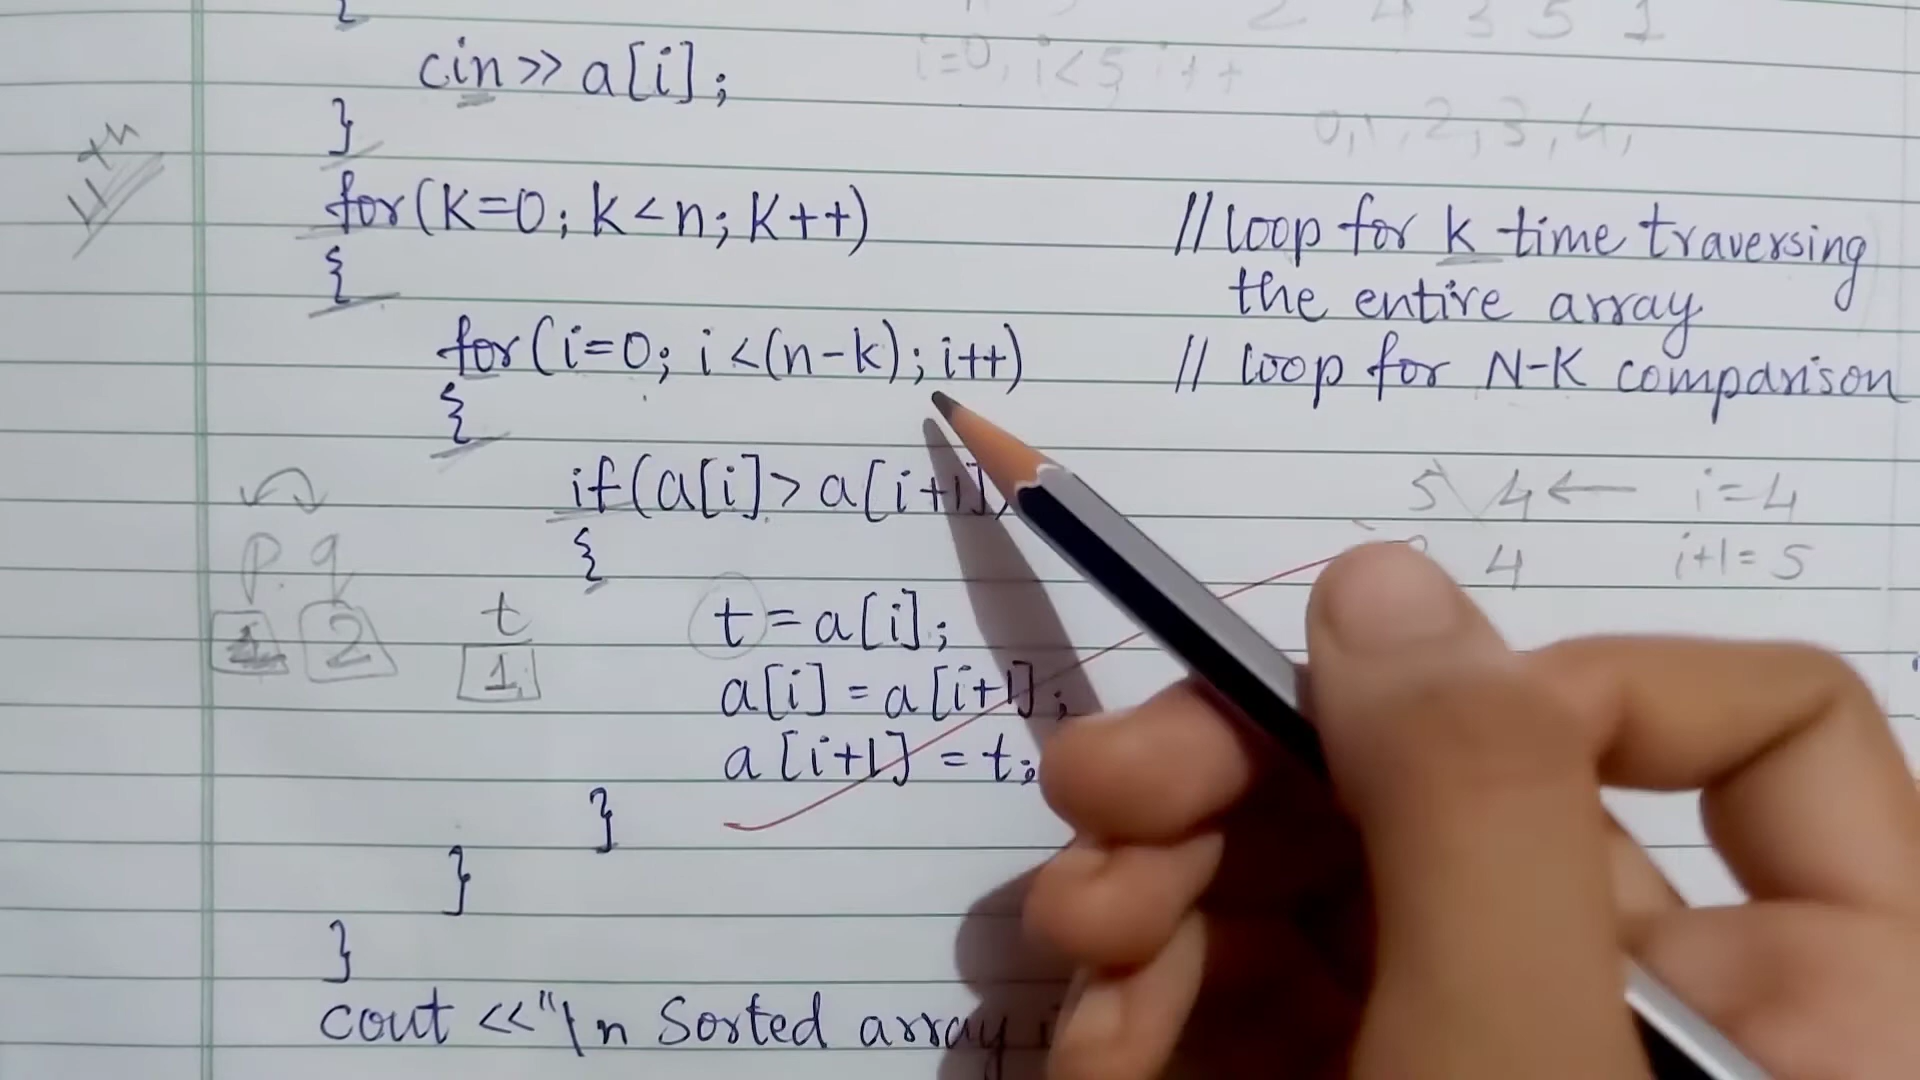 2 4 3 5 1
i=0, i<5 i++
cin>> a[i];
0,1,2,3,4,
}
for(K=0; k<n; K++) //loop for k time traversing
{ the entire array
for(i=0; i<(n-k); i++) // loop for N-K comparison
{
if(a[i]> a[i+1])
5 4 ← i=4
{
4 i+1=5
p. q
2
t
1
t = a[i];
a[i] = a[i+1];
a[i+1] = t;
}
}
}
cout <<"\n Sorted array